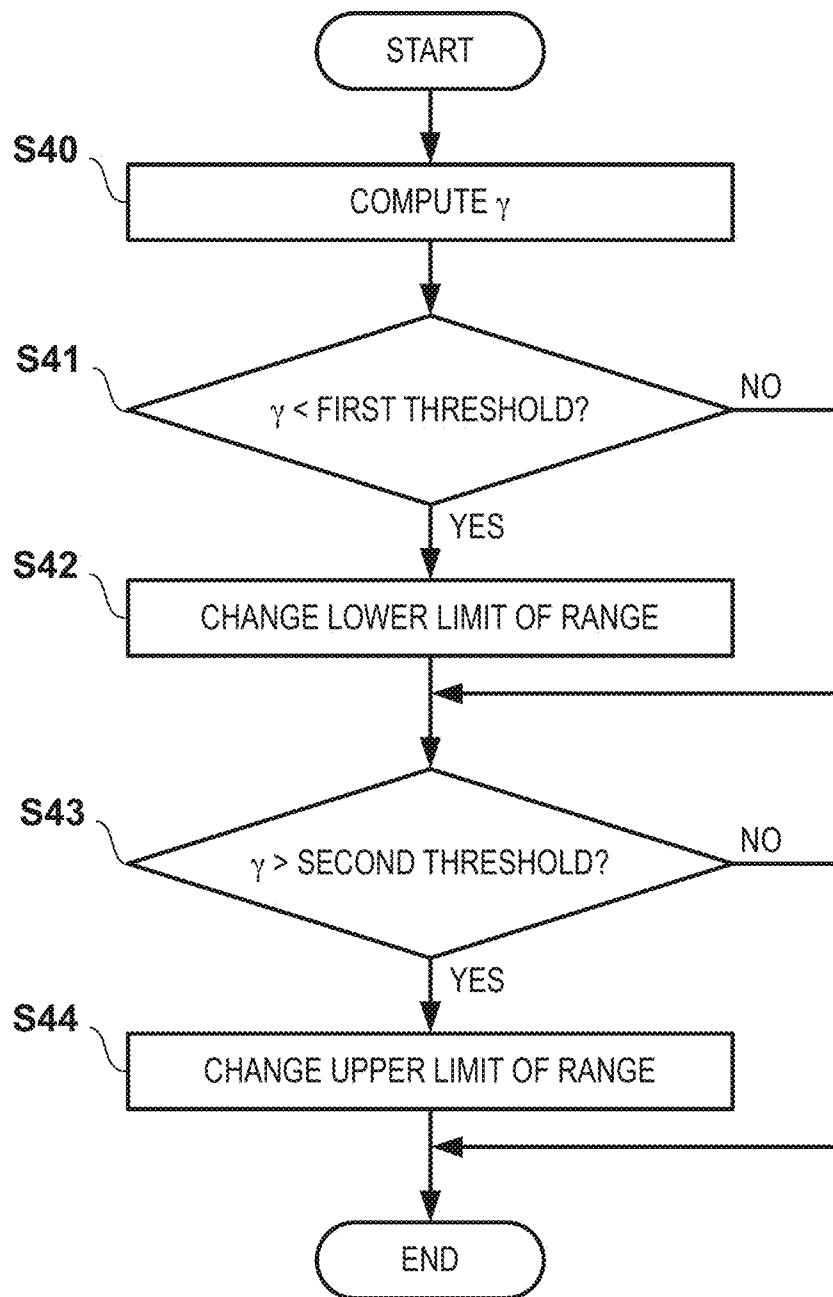 START
S40
COMPUTE γ
S41
γ < FIRST THRESHOLD?
NO
YES
S42
CHANGE LOWER LIMIT OF RANGE
S43
γ > SECOND THRESHOLD?
NO
YES
S44
CHANGE UPPER LIMIT OF RANGE
END